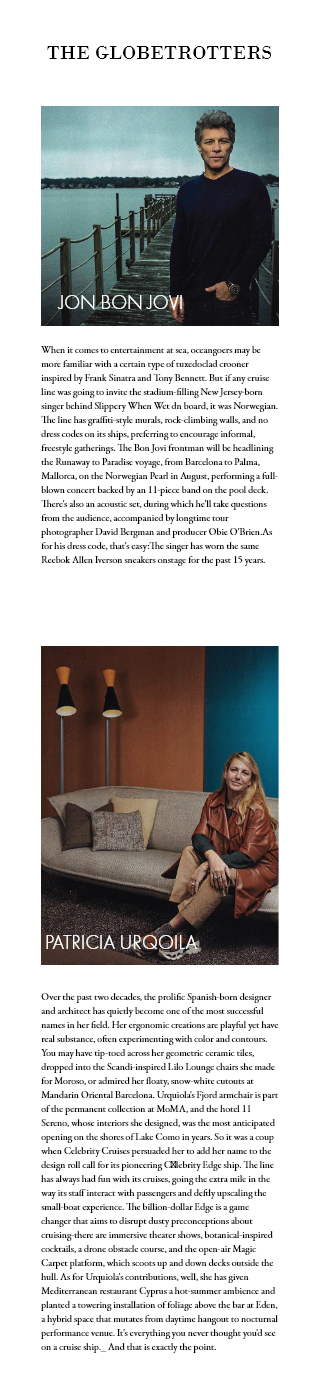 THE GLOBETROTTERS
JON BON JOVI
When it comes to entertainment at sea, oceangoers may be
more familiar with a certain type of tuxedoclad crooner
inspired by Frank Sinatra and Tony Bennett. But if any cruise
line was going to invite the stadium-filling New Jersey-born
singer behind Slippery When Wet dn board, it was Norwegian.
The line has graffiti-style murals, rock-climbing walls, and no
dress codes on its ships, preferring to encourage informal,
freestyle gatherings. The Bon Jovi frontman will be headlining
the Runaway to Paradise voyage, from Barcelona to Palma,
Mallorca, on the Norwegian Pearl in August, performing a full-
blown concert backed by an 11-piece band on the pool deck.
There's also an acoustic set, during which he'll take questions
from the audience, accompanied by longtime tour
photographer David Bergman and producer Obie O'Brien.As
for his dress code, that's easy:The singer has worn the same
Reebok Allen Iverson sneakers onstage for the past 15 years.
PATRICIA URQOILA
Over the past two decades, the prolific Spanish-born designer
and architect has quietly become one of the most successful
names in her field. Her ergonomic creations are playful yet have
real substance, often experimenting with color and contours.
You may have tip-toed across her geometric ceramic tiles,
dropped into the Scandi-inspired Lilo Lounge chairs she made
for Moroso, or admired her floaty, snow-white cutouts at
Mandarin Oriental Barcelona. Urquiola's Fjord armchair is part
of the permanent collection at MoMA, and the hotel 11
Sereno, whose interiors she designed, was the most anticipated
opening on the shores of Lake Como in years. So it was a coup
when Celebrity Cruises persuaded her to add her name to the
design roll call for its pioneering Celebrity Edge ship. The line
has always had fun with its cruises, going the extra mile in the
way its staff interact with passengers and deftly upscaling the
small-boat experience. The billion-dollar Edge is a game
changer that aims to disrupt dusty preconceptions about
cruising-there are immersive theater shows, botanical-inspired
cocktails, a drone obstacle course, and the open-air Magic
Carpet platform, which scoots up and down decks outside the
hull. As for Urquiola's contributions, well, she has given
Mediterranean restaurant Cyprus a hot-summer ambience and
planted a towering installation of foliage above the bar at Eden,
a hybrid space that mutates from daytime hangout to nocturnal
performance venue. It's everything you never thought you'd see
on a cruise ship._ And that is exactly the point.